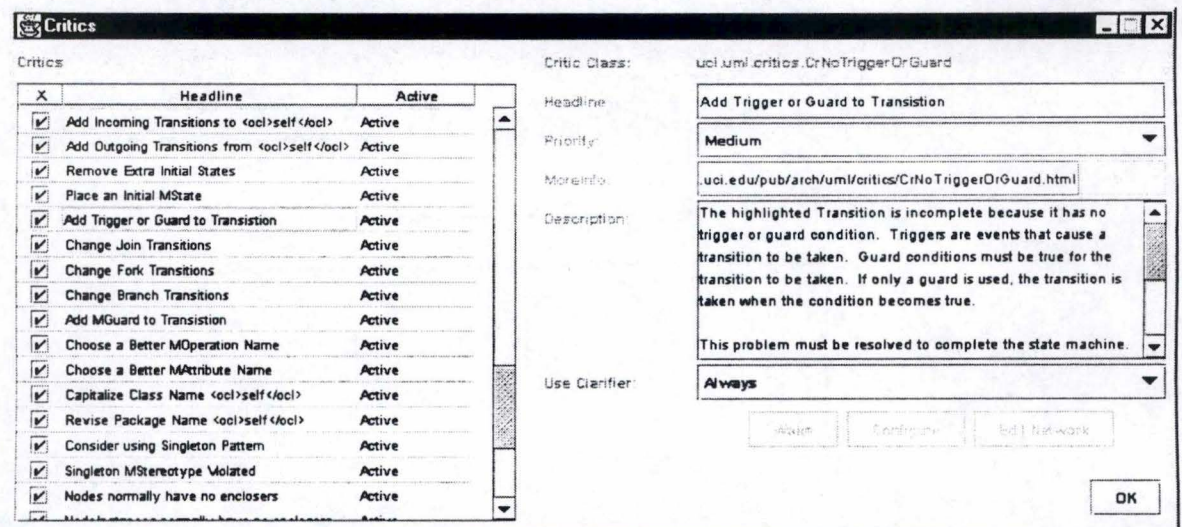 Critics
Critics
X Headline Active
Add Incoming Transitions to <ocl>self</ocl> Active
Add Outgoing Transitions from <ocl>self</ocl> Active
Remove Extra Initial States Active
Place an Initial MState Active
Add Trigger or Guard to Transistion Active
Change Join Transitions Active
Change Fork Transitions Active
Change Branch Transitions Active
Add MGuard to Transistion Active
Choose a Better MOperation Name Active
Choose a Better MAttribute Name Active
Capitalize Class Name <ocl>self</ocl> Active
Revise Package Name <ocl>self</ocl> Active
Consider using Singleton Pattern Active
Singleton MStereotype Violated Active
Nodes normally have no enclosers Active
Critic Class: uci.uml.critics.CrNoTriggerOrGuard
Headline Add Trigger or Guard to Transistion
Priority: Medium
MoreInfo: .uci.edu/pub/arch/uml/critics/CrNoTriggerOrGuard.html
Description: The highlighted Transition is incomplete because it has no
trigger or guard condition. Triggers are events that cause a
transition to be taken. Guard conditions must be true for the
transition to be taken. If only a guard is used, the transition is
taken when the condition becomes true.
This problem must be resolved to complete the state machine.
Use Clarifier: Always
Configure Edit Network
OK